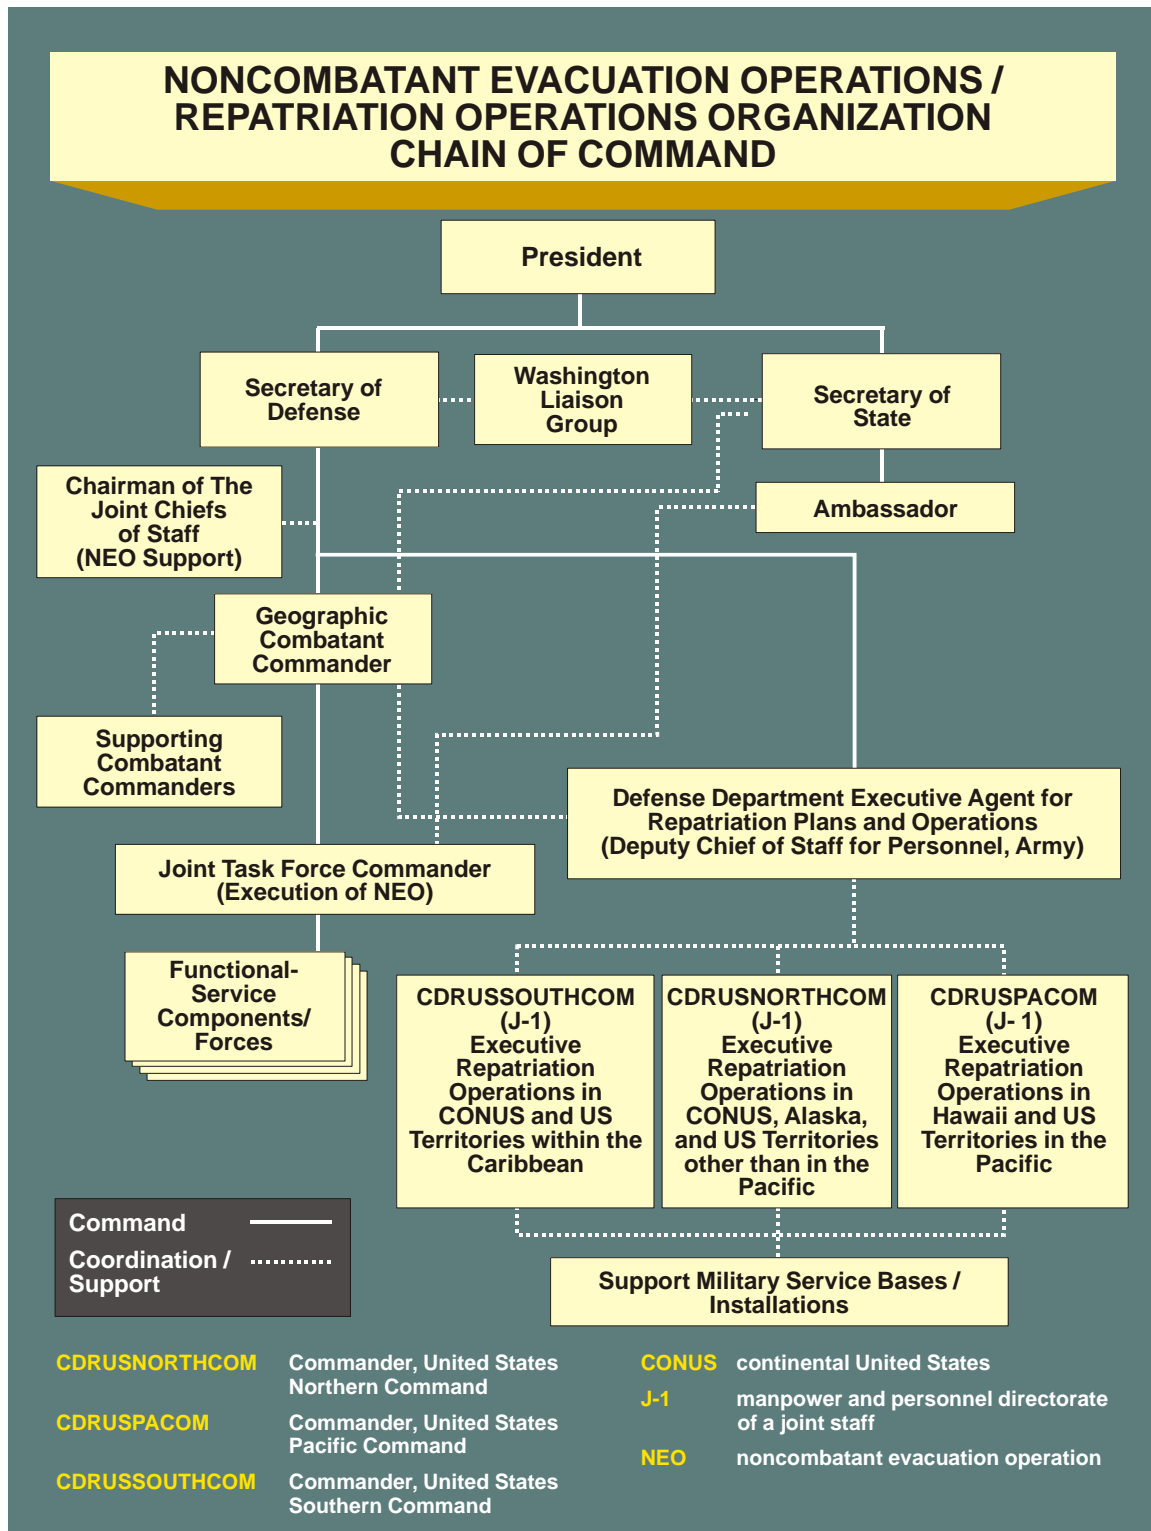 NONCOMBATANT EVACUATION OPERATIONS /
REPATRIATION OPERATIONS ORGANIZATION
CHAIN OF COMMAND
President
Secretary of
Defense
Washington
Liaison
Group
Secretary of
State
Chairman of The
Joint Chiefs
of Staff
(NEO Support)
Ambassador
Geographic
Combatant
Commander
Supporting
Combatant
Commanders
Defense Department Executive Agent for
Repatriation Plans and Operations
(Deputy Chief of Staff for Personnel, Army)
Joint Task Force Commander
(Execution of NEO)
Functional-
Service
Components/
Forces
CDRUSSOUTHCOM
(J-1)
Executive
Repatriation
Operations in
CONUS and US
Territories within the
Caribbean
CDRUSNORTHCOM
(J-1)
Executive
Repatriation
Operations in
CONUS, Alaska,
and US Territories
other than in the
Pacific
CDRUSPACOM
(J- 1)
Executive
Repatriation
Operations in
Hawaii and US
Territories in the
Pacific
Support Military Service Bases /
Installations
Command
Coordination /
Support
CDRUSNORTHCOM Commander, United States
Northern Command
CDRUSPACOM Commander, United States
Pacific Command
CDRUSSOUTHCOM Commander, United States
Southern Command
CONUS continental United States
J-1 manpower and personnel directorate
of a joint staff
NEO noncombatant evacuation operation